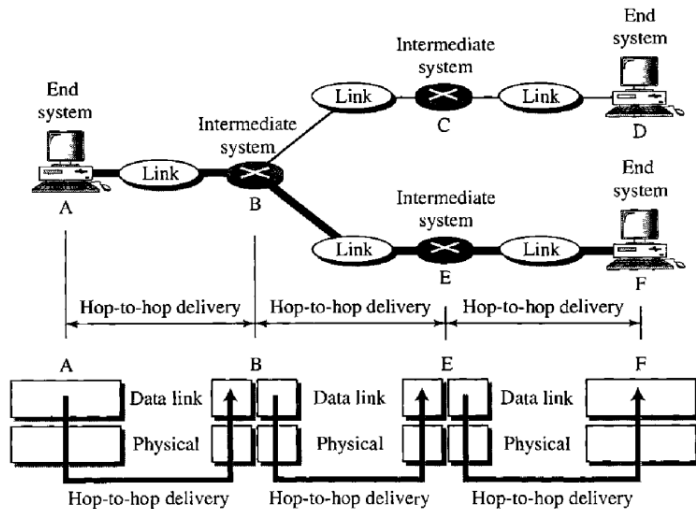 End
system
Intermediate
system
Link
C
Link
D
End
system
A
Link
Intermediate
system
B
End
system
Intermediate
system
Link
E
Link
F
Hop-to-hop delivery Hop-to-hop delivery Hop-to-hop delivery
A B E F
Data link Data link Data link
Physical Physical Physical
Hop-to-hop delivery Hop-to-hop delivery Hop-to-hop delivery